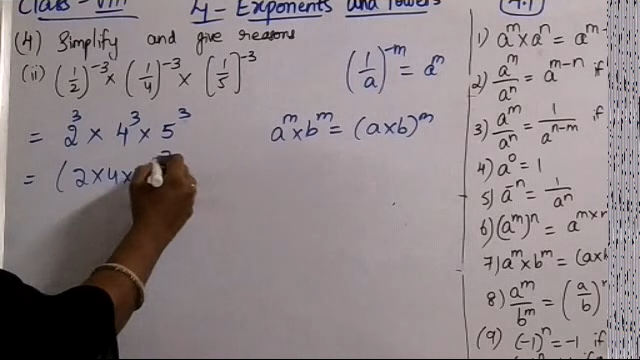 Class - VIII 4 - Exponents and Powers 4.1
(4) Simplify and give reasons
(ii) (1/2)^-3 × (1/4)^-3 × (1/5)^-3 (1/a)^-m = a^m
= 2^3 × 4^3 × 5^3 a^m × b^m = (a×b)^m
= (2×4×
1) a^m × a^n = a^m
2) a^m/a^n = a^m-n if
3) a^m/a^n = 1/a^n-m
4) a^0 = 1
5) a^-n = 1/a^n
6) (a^m)^n = a^m×n
7) a^m × b^m = (a×b
8) a^m/b^m = (a/b)^m
(9) (-1)^n = -1 if